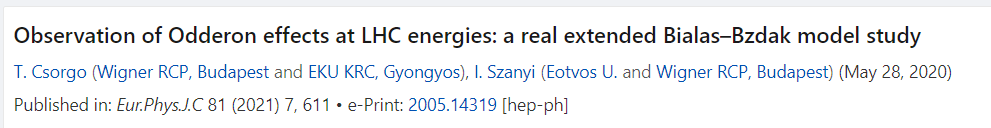 Observation of Odderon effects at LHC energies: a real extended Bialas–Bzdak model study
T. Csorgo (Wigner RCP, Budapest and EKU KRC, Gyongyos), I. Szanyi (Eotvos U. and Wigner RCP, Budapest) (May 28, 2020)
Published in: Eur.Phys.J.C 81 (2021) 7, 611 • e-Print: 2005.14319 [hep-ph]